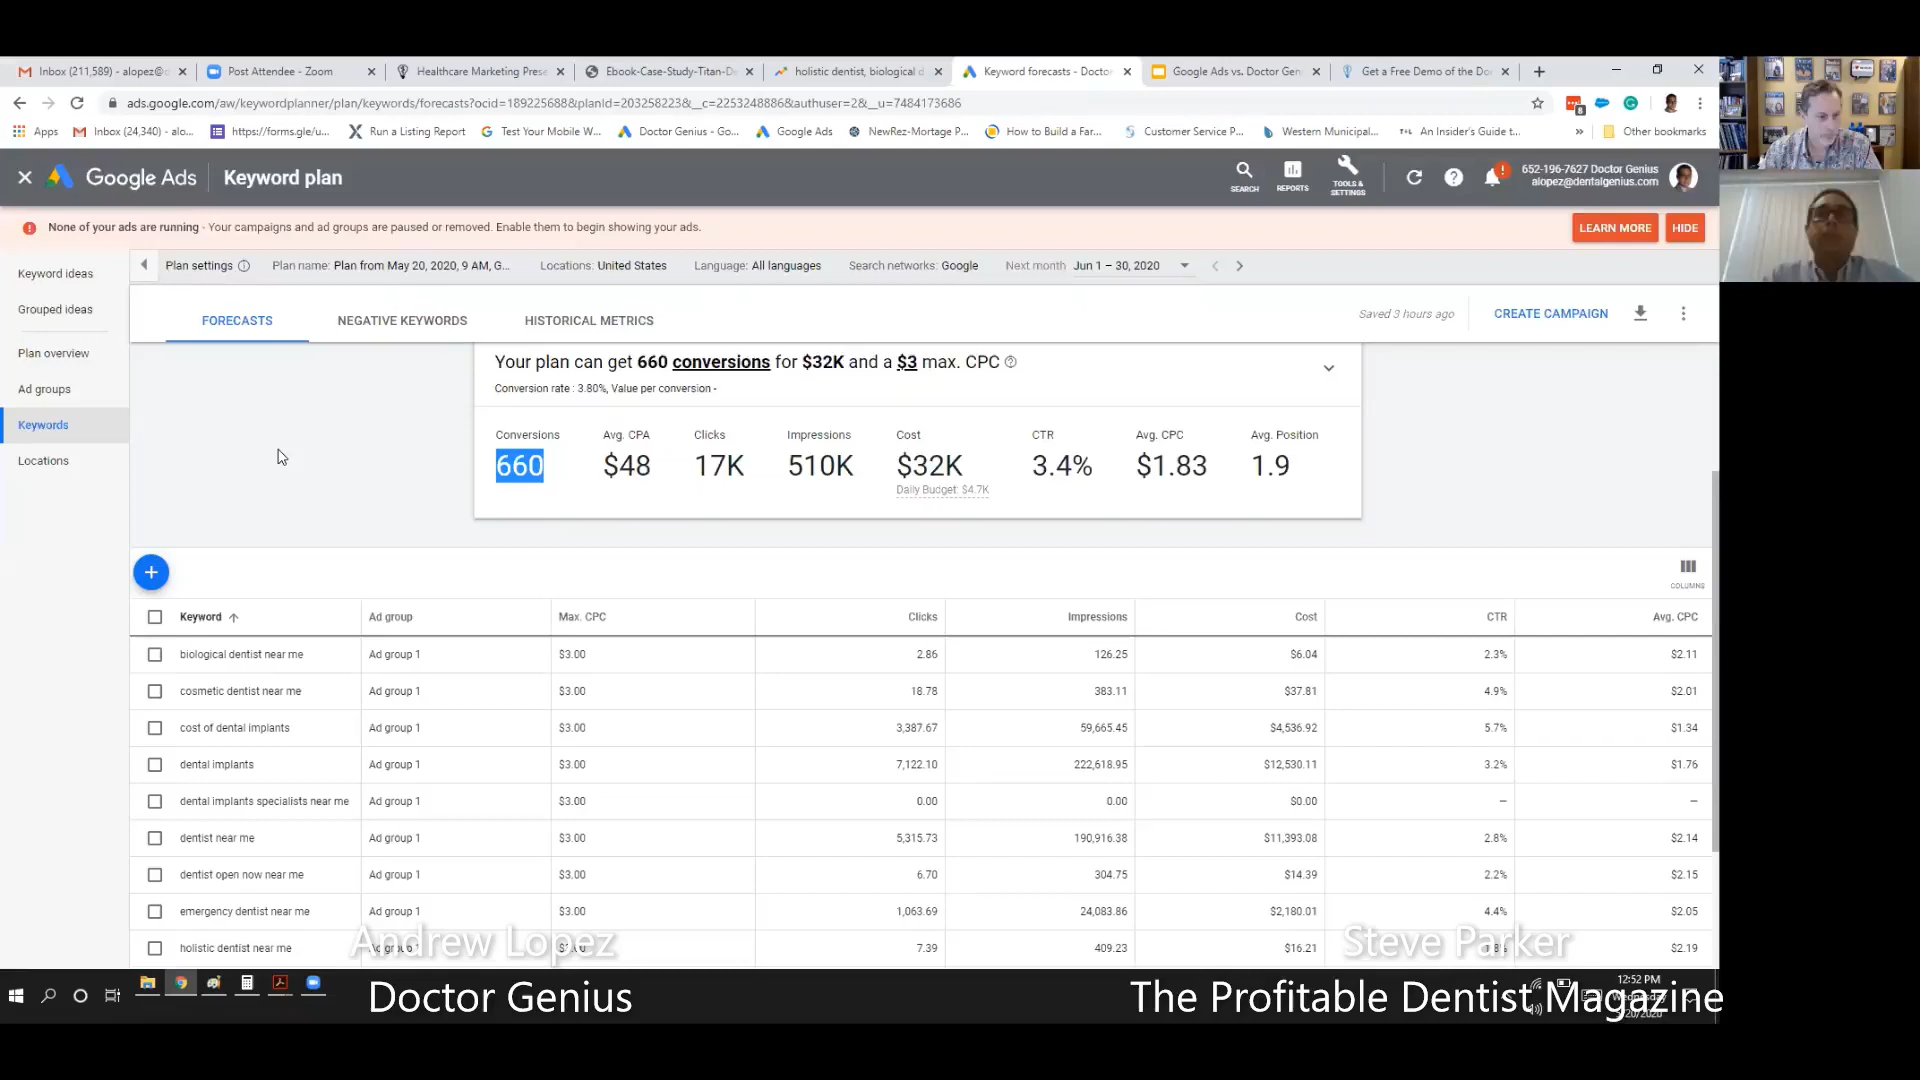 Inbox (211,589) - alopez@
Post Attendee - Zoom
Healthcare Marketing Prese
Ebook-Case-Study-Titan-De
holistic dentist, biological d
Keyword forecasts - Doctor
Google Ads vs. Doctor Gen
Get a Free Demo of the Do
ads.google.com/aw/keywordplanner/plan/keywords/forecasts?ocid=189225688&planId=203258223&__c=2253248886&authuser=2&__u=7484173686
Apps
Inbox (24,340) - alo...
https://forms.gle/u...
Run a Listing Report
Test Your Mobile W...
Doctor Genius - Go...
Google Ads
NewRez-Mortage P...
How to Build a Far...
Customer Service P...
Western Municipal...
An Insider's Guide t...
Other bookmarks
Google Ads
Keyword plan
SEARCH
REPORTS
TOOLS & SETTINGS
652-196-7627 Doctor Genius
alopez@dentalgenius.com
None of your ads are running - Your campaigns and ad groups are paused or removed. Enable them to begin showing your ads.
LEARN MORE
HIDE
Keyword ideas
Grouped ideas
Plan overview
Ad groups
Keywords
Locations
Plan settings
Plan name: Plan from May 20, 2020, 9 AM, G...
Locations: United States
Language: All languages
Search networks: Google
Next month Jun 1 – 30, 2020
FORECASTS
NEGATIVE KEYWORDS
HISTORICAL METRICS
Saved 3 hours ago
CREATE CAMPAIGN
Your plan can get 660 conversions for $32K and a $3 max. CPC
Conversion rate : 3.80%, Value per conversion -
Conversions Avg. CPA Clicks Impressions Cost CTR Avg. CPC Avg. Position
660 $48 17K 510K $32K 3.4% $1.83 1.9
Daily Budget: $4.7K
COLUMNS
Keyword Ad group Max. CPC Clicks Impressions Cost CTR Avg. CPC
biological dentist near me Ad group 1 $3.00 2.86 126.25 $6.04 2.3% $2.11
cosmetic dentist near me Ad group 1 $3.00 18.78 383.11 $37.81 4.9% $2.01
cost of dental implants Ad group 1 $3.00 3,387.67 59,665.45 $4,536.92 5.7% $1.34
dental implants Ad group 1 $3.00 7,122.10 222,618.95 $12,530.11 3.2% $1.76
dental implants specialists near me Ad group 1 $3.00 0.00 0.00 $0.00 – –
dentist near me Ad group 1 $3.00 5,315.73 190,916.38 $11,393.08 2.8% $2.14
dentist open now near me Ad group 1 $3.00 6.70 304.75 $14.39 2.2% $2.15
emergency dentist near me Ad group 1 $3.00 1,063.69 24,083.86 $2,180.01 4.4% $2.05
holistic dentist near me 7.39 409.23 $16.21 $2.19
Andrew Lopez
Steve Parker
Doctor Genius
The Profitable Dentist Magazine
12:52 PM